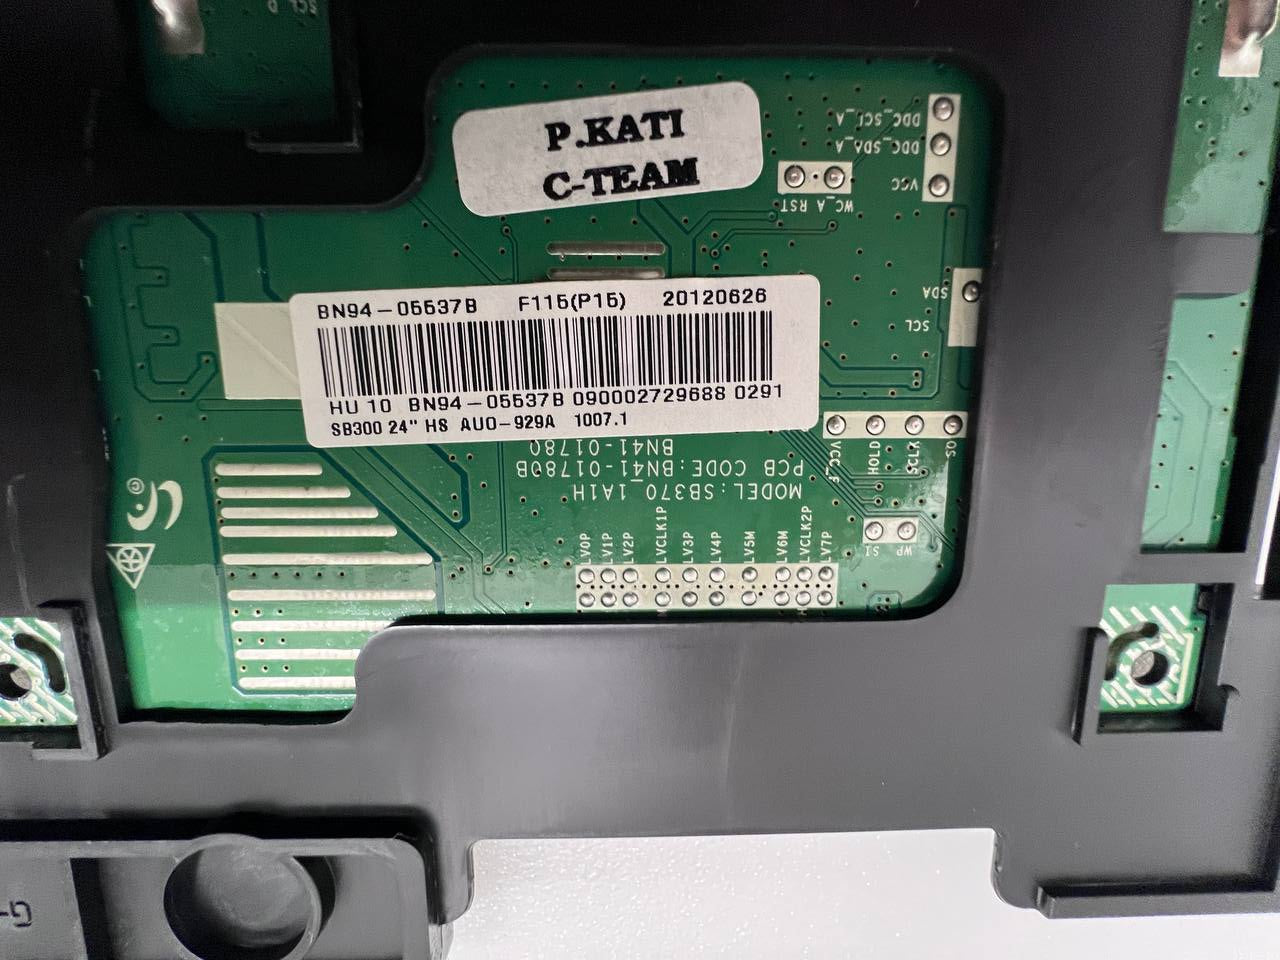 SCL_D
P.KATI
C-TEAM
DDC_SCL_A
DDC_SDA_A
VCC
WC_A RST
SDA
SCL
BN94-05537B F115(P15) 20120626
HU 10 BN94-05537B 090002729688 0291
SB300 24" HS AUO-929A 1007.1
BN41-01780
PCB CODE: BN41-01780B
MODEL: SB370_1A1H
HOLD
SCLK
SO
SI
WP
LV0P
LV1P
LV2P
LVCLK1P
LV3P
LV4P
LV5M
LV6M
LVCLK2P
LV7P
©